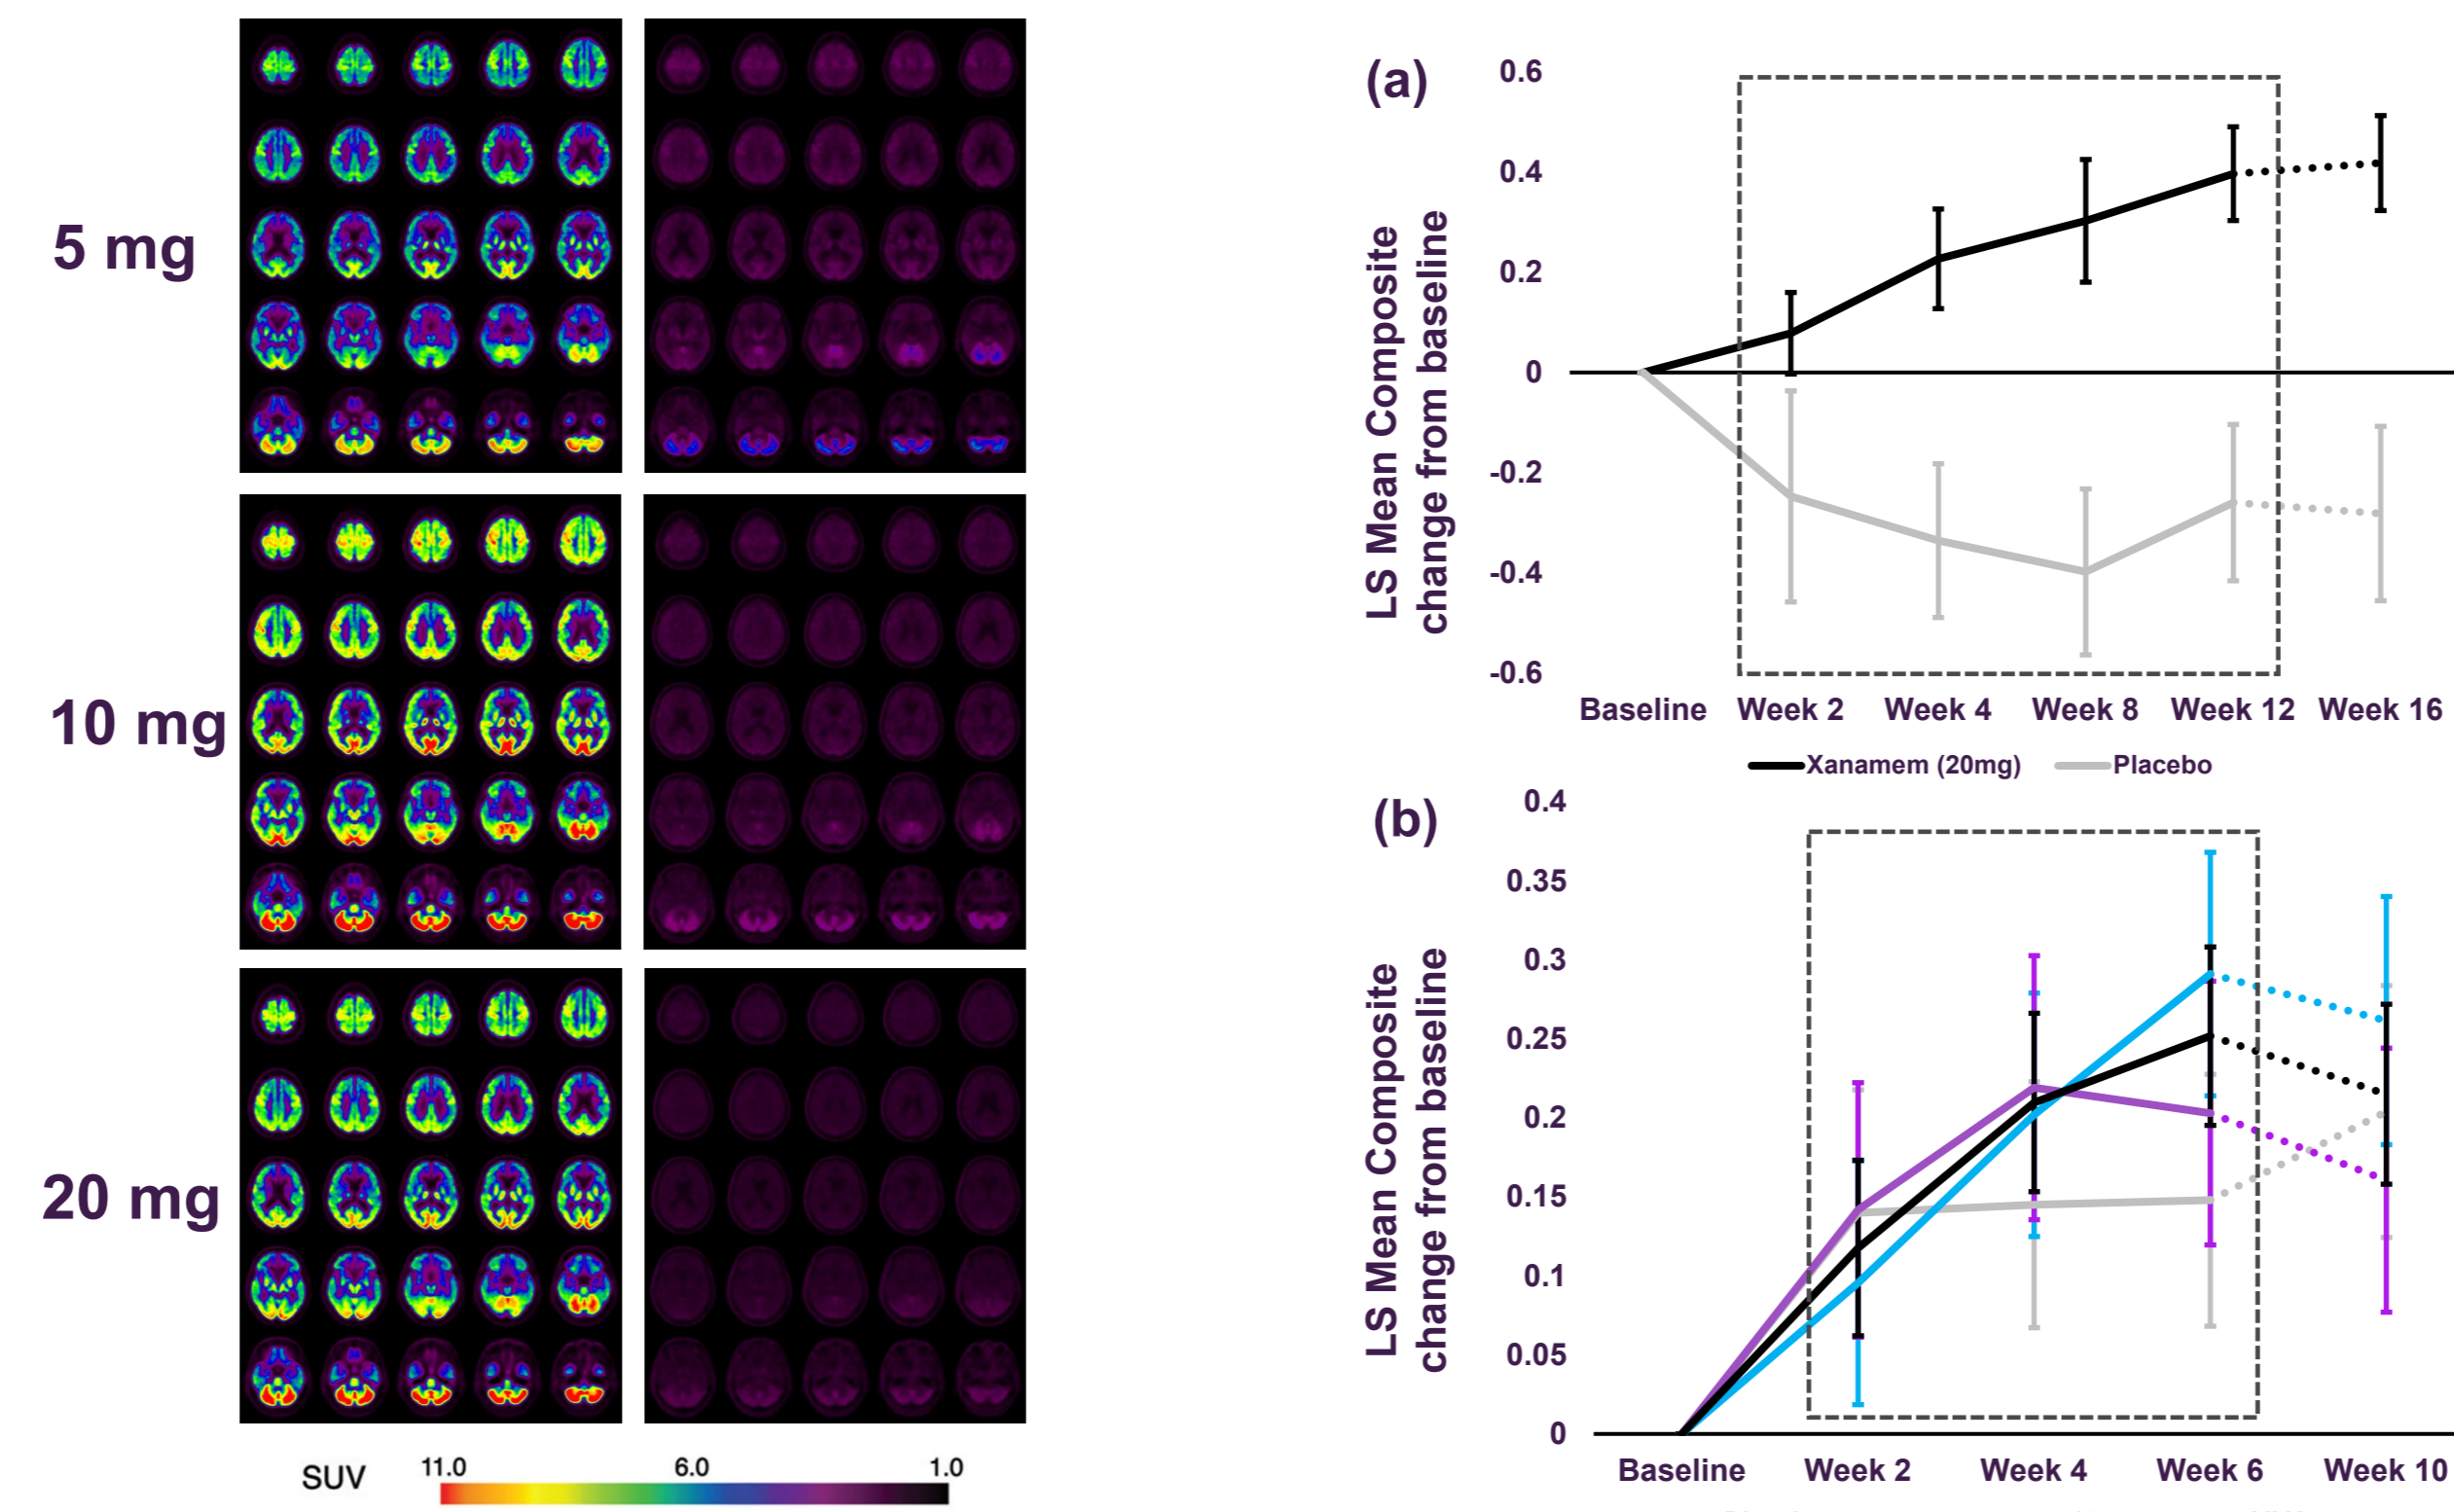 5 mg
10 mg
20 mg
SUV
11.0 6.0 1.0
(a)
LS Mean Composite
change from baseline
0.6
0.4
0.2
0
-0.2
-0.4
-0.6
Baseline Week 2 Week 4 Week 8 Week 12 Week 16
Xanamem (20mg) Placebo
(b)
LS Mean Composite
change from baseline
0.4
0.35
0.3
0.25
0.2
0.15
0.1
0.05
0
Baseline Week 2 Week 4 Week 6 Week 10